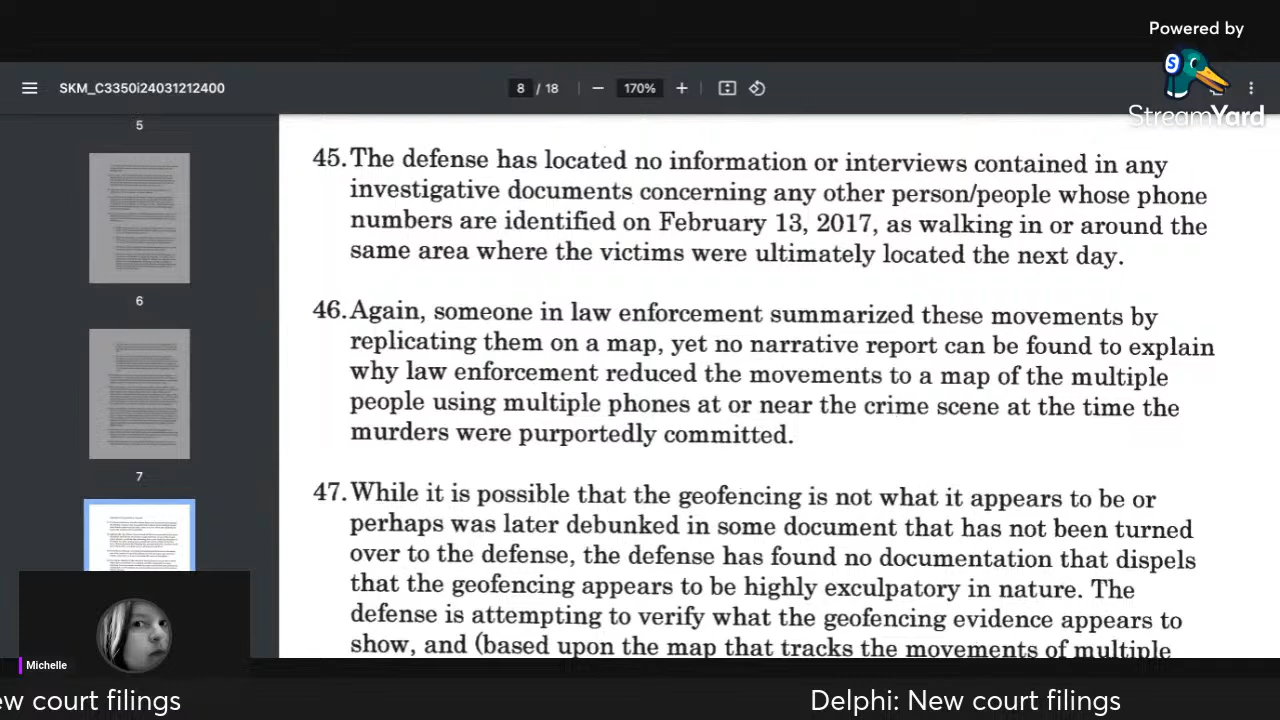 Powered by
StreamYard
SKM_C3350i24031212400
8 / 18
170%
5
6
7
45. The defense has located no information or interviews contained in any
investigative documents concerning any other person/people whose phone
numbers are identified on February 13, 2017, as walking in or around the
same area where the victims were ultimately located the next day.
46. Again, someone in law enforcement summarized these movements by
replicating them on a map, yet no narrative report can be found to explain
why law enforcement reduced the movements to a map of the multiple
people using multiple phones at or near the crime scene at the time the
murders were purportedly committed.
47. While it is possible that the geofencing is not what it appears to be or
perhaps was later debunked in some document that has not been turned
over to the defense, the defense has found no documentation that dispels
that the geofencing appears to be highly exculpatory in nature. The
defense is attempting to verify what the geofencing evidence appears to
show, and (based upon the map that tracks the movements of multiple
Michelle
ew court filings
Delphi: New court filings